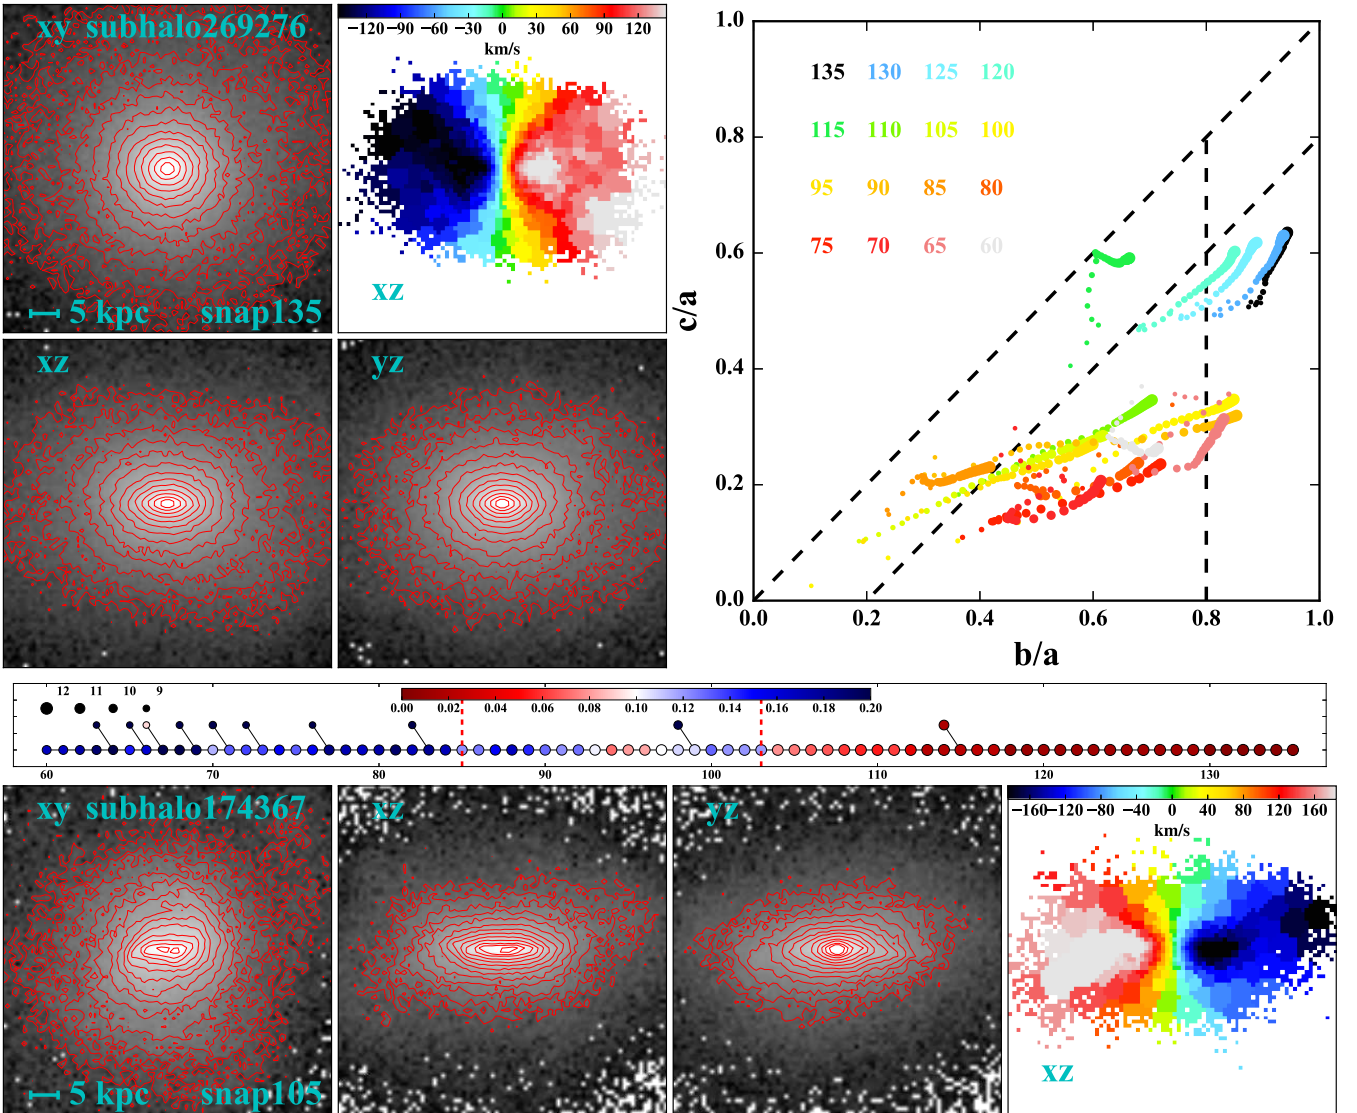 xy subhalo269276
5 kpc snap135
−120 −90 −60 −30 0 30 60 90 120
km/s
xz
xz
yz
1.0
0.8
0.6
0.4
0.2
0.0
c/a
135 130 125 120
115 110 105 100
95 90 85 80
75 70 65 60
0.0 0.2 0.4 0.6 0.8 1.0
b/a
12 11 10 9
0.00 0.02 0.04 0.06 0.08 0.10 0.12 0.14 0.16 0.18 0.20
60 70 80 90 100 110 120 130
xy subhalo174367
5 kpc snap105
xz
yz
−160 −120 −80 −40 0 40 80 120 160
km/s
xz